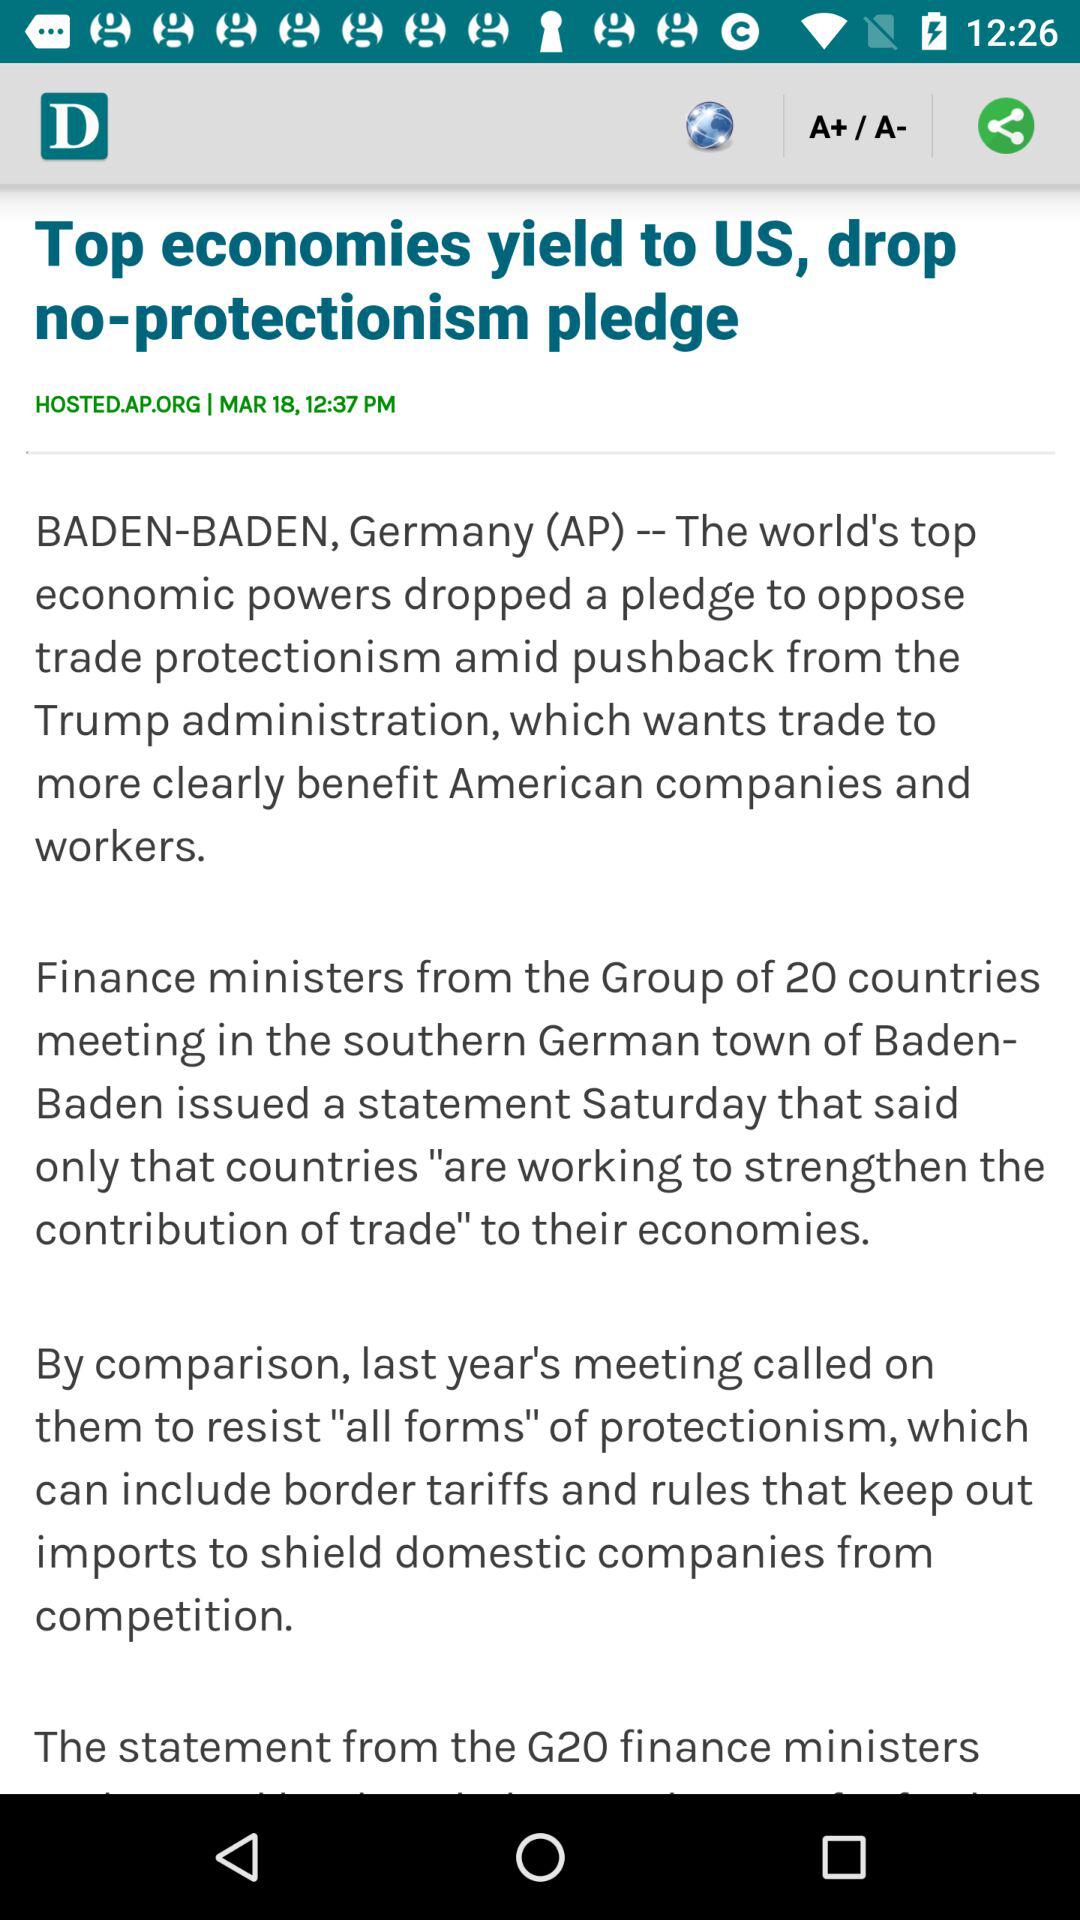 12:26
D
A+ / A-
Top economies yield to US, drop
no-protectionism pledge
HOSTED.AP.ORG | MAR 18, 12:37 PM
BADEN-BADEN, Germany (AP) -- The world's top
economic powers dropped a pledge to oppose
trade protectionism amid pushback from the
Trump administration, which wants trade to
more clearly benefit American companies and
workers.
Finance ministers from the Group of 20 countries
meeting in the southern German town of Baden-
Baden issued a statement Saturday that said
only that countries "are working to strengthen the
contribution of trade" to their economies.
By comparison, last year's meeting called on
them to resist "all forms" of protectionism, which
can include border tariffs and rules that keep out
imports to shield domestic companies from
competition.
The statement from the G20 finance ministers